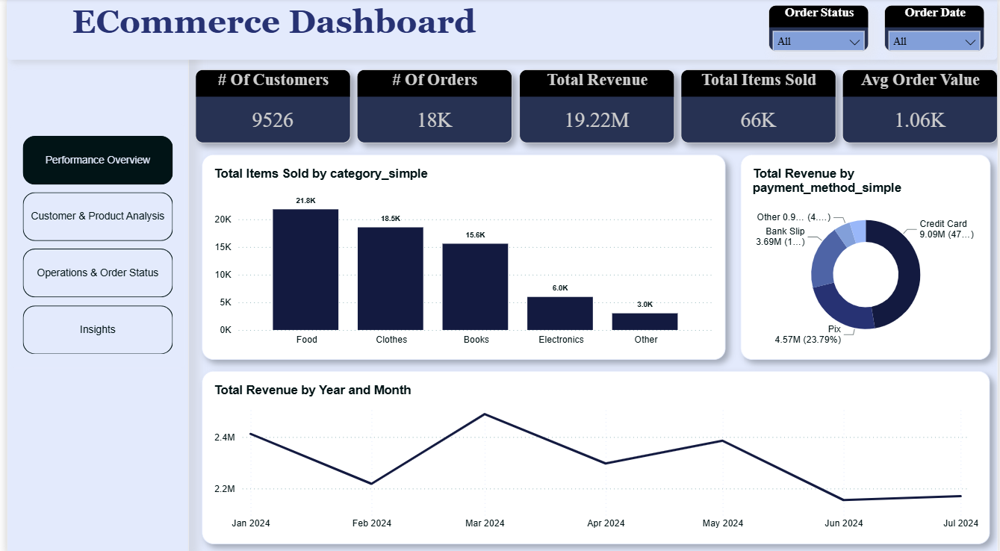 ECommerce Dashboard
Order Status
All
Order Date
All
# Of Customers
9526
# Of Orders
18K
Total Revenue
19.22M
Total Items Sold
66K
Avg Order Value
1.06K
Performance Overview
Customer & Product Analysis
Operations & Order Status
Insights
Total Items Sold by category_simple
20K
15K
10K
5K
0K
21.8K
18.5K
15.6K
6.0K
3.0K
Food
Clothes
Books
Electronics
Other
Total Revenue by
payment_method_simple
Other 0.9... (4....)
Bank Slip
3.69M (1...)
Credit Card
9.09M (47...)
Pix
4.57M (23.79%)
Total Revenue by Year and Month
2.4M
2.2M
Jan 2024
Feb 2024
Mar 2024
Apr 2024
May 2024
Jun 2024
Jul 2024